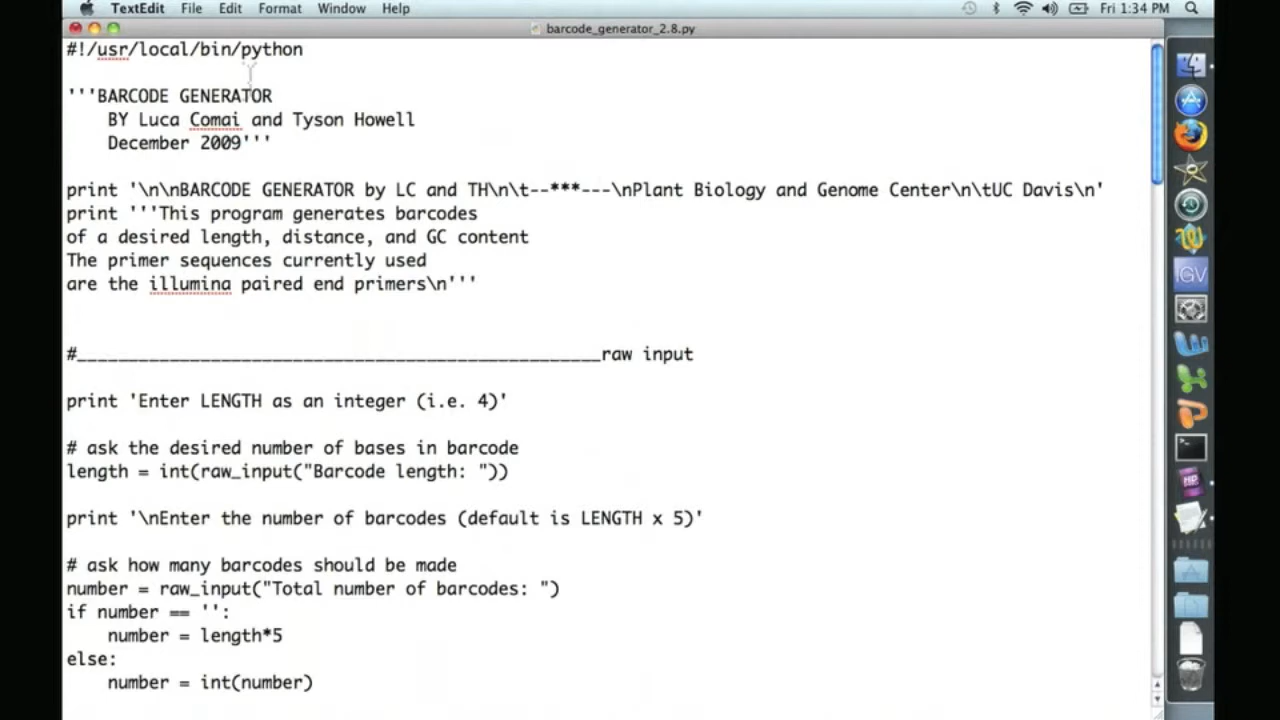 TextEdit File Edit Format Window Help Fri 1:34 PM
barcode_generator_2.8.py
#!/usr/local/bin/python
'''BARCODE GENERATOR
BY Luca Comai and Tyson Howell
December 2009'''
print '\n\nBARCODE GENERATOR by LC and TH\n\t--***---\nPlant Biology and Genome Center\n\tUC Davis\n'
print '''This program generates barcodes
of a desired length, distance, and GC content
The primer sequences currently used
are the illumina paired end primers\n'''
#___________________________________________________raw input
print 'Enter LENGTH as an integer (i.e. 4)'
# ask the desired number of bases in barcode
length = int(raw_input("Barcode length: "))
print '\nEnter the number of barcodes (default is LENGTH x 5)'
# ask how many barcodes should be made
number = raw_input("Total number of barcodes: ")
if number == '':
number = length*5
else:
number = int(number)
IGV